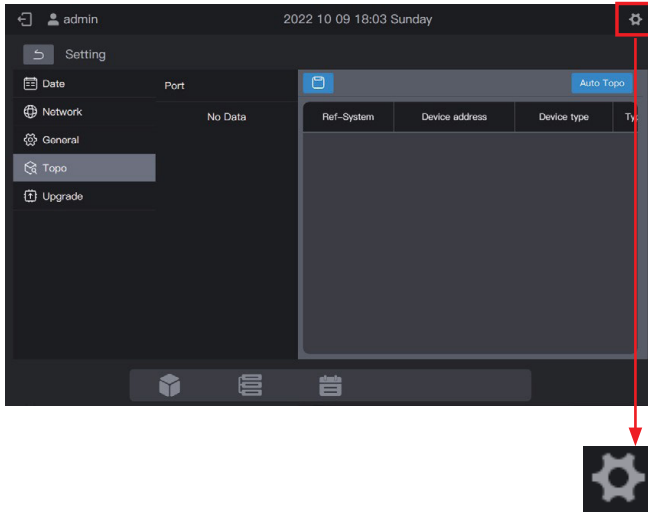 admin
2022 10 09 18:03 Sunday
Setting
Date
Network
General
Topo
Upgrade
Port
No Data
Auto Topo
Ref-System Device address Device type Ty